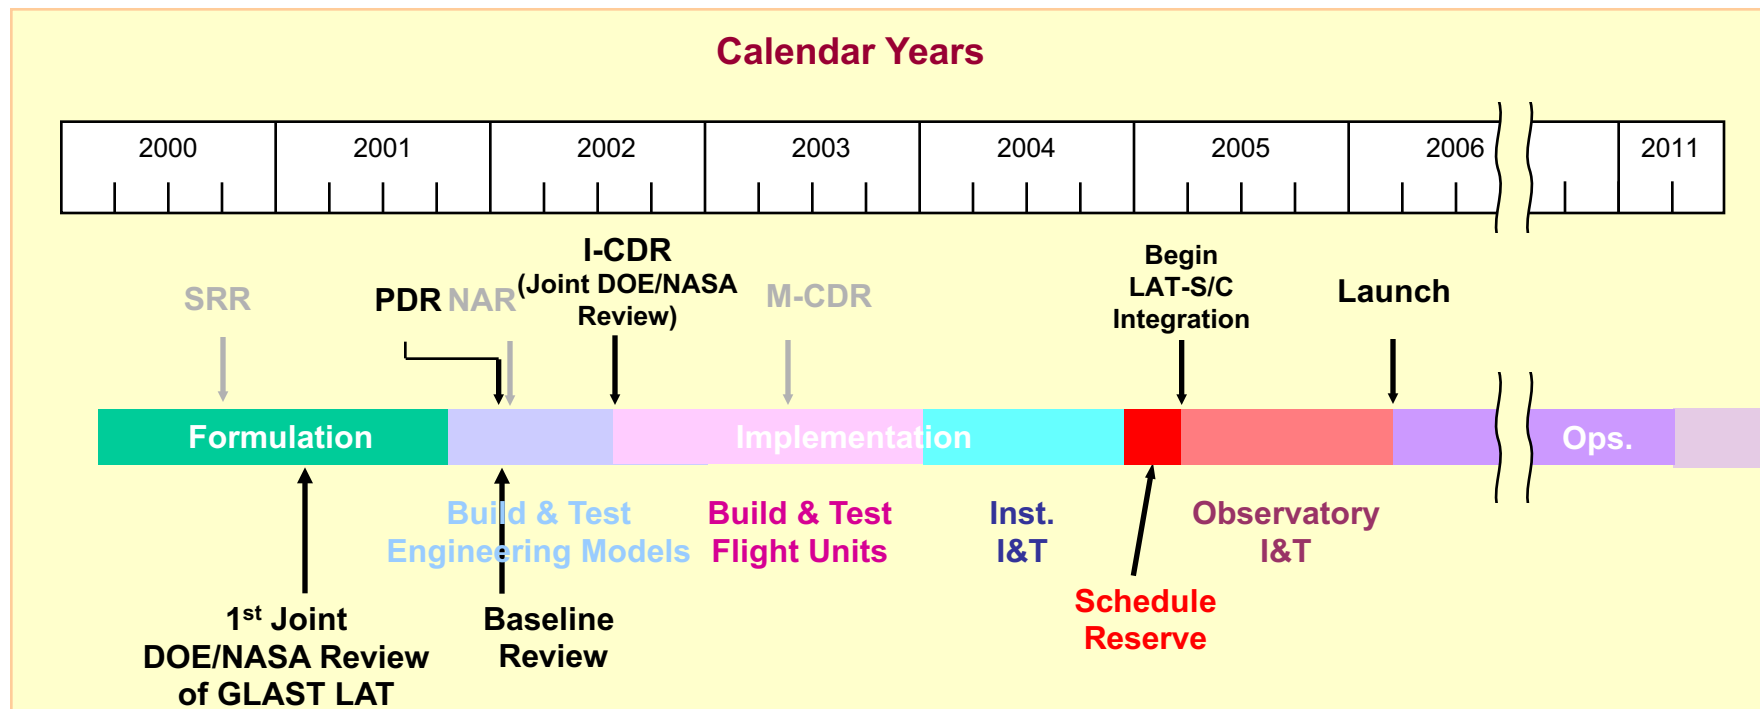 Calendar Years
2000 2001 2002 2003 2004 2005 2006 2011
SRR
PDR NAR
I-CDR
(Joint DOE/NASA
Review)
M-CDR
Begin
LAT-S/C
Integration
Launch
Formulation
Implementation
Ops.
Build & Test
Engineering Models
Build & Test
Flight Units
Inst.
I&T
Observatory
I&T
1st Joint
DOE/NASA Review
of GLAST LAT
Baseline
Review
Schedule
Reserve